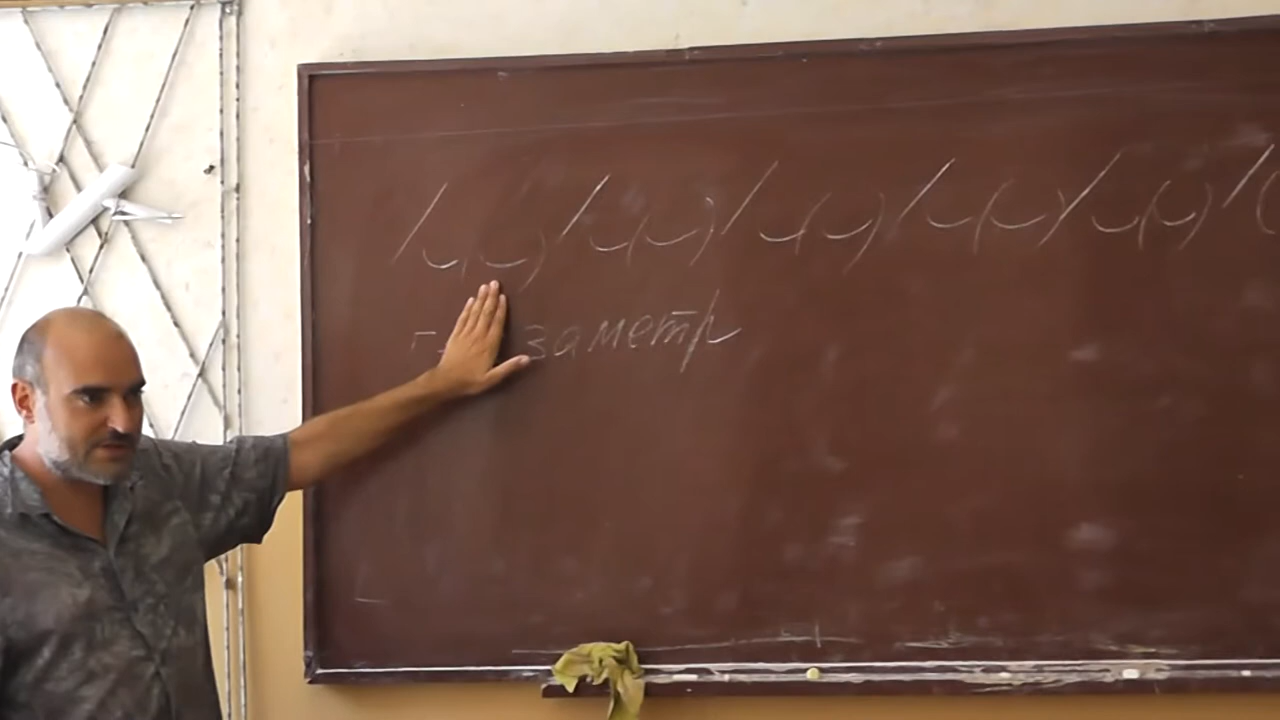 / ∪(∪) / ∪(∪) / ∪(∪) / ∪(∪) / ∪(∪) / (
г заметр